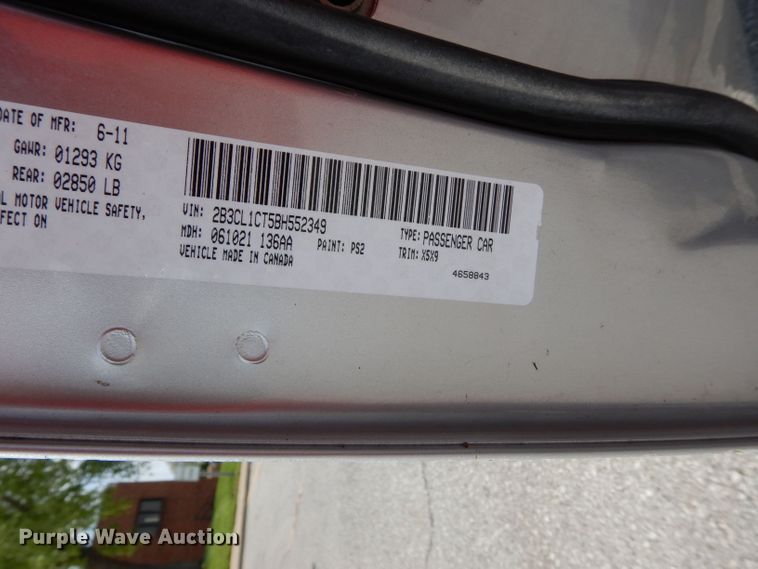 DATE OF MFR: 6-11
GAWR: 01293 KG
REAR: 02850 LB
MOTOR VEHICLE SAFETY,
ON
VIN: 2B3CL1CT5BH552349
TYPE: PASSENGER CAR
MDH: 061021 136AA PAINT: PS2 TRIM: X5X9
VEHICLE MADE IN CANADA
4658843
Purple Wave Auction